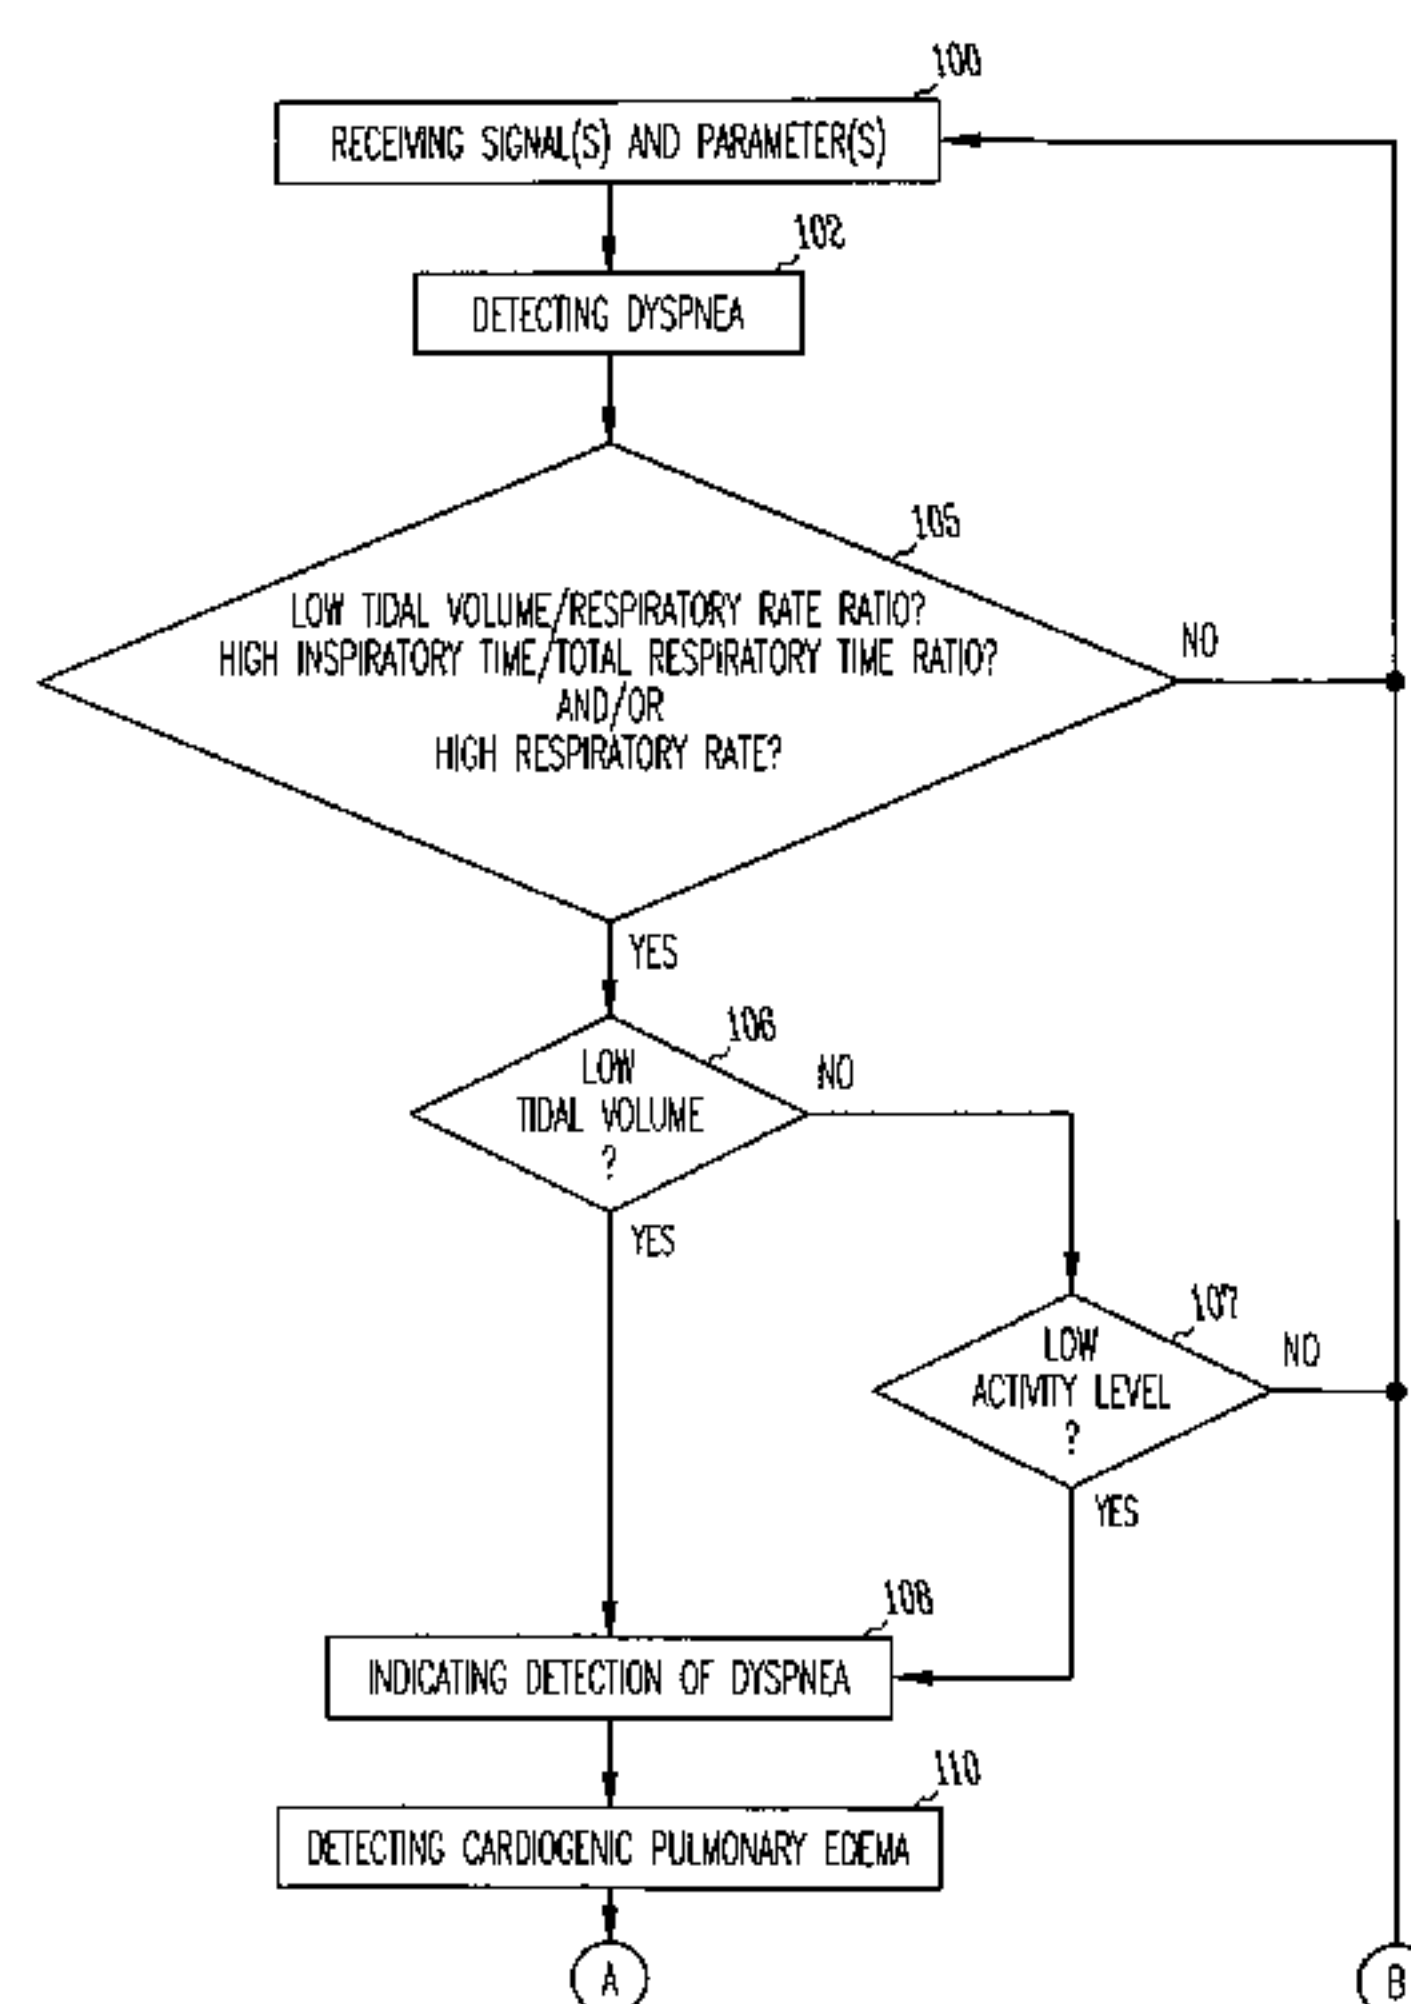 100
RECEIVING SIGNAL(S) AND PARAMETER(S)
102
DETECTING DYSPNEA
105
LOW TIDAL VOLUME/RESPIRATORY RATE RATIO?
HIGH INSPIRATORY TIME/TOTAL RESPIRATORY TIME RATIO?
AND/OR
HIGH RESPIRATORY RATE?
NO
YES
106
LOW
TIDAL VOLUME
?
NO
YES
107
LOW
ACTIVITY LEVEL
?
NO
YES
108
INDICATING DETECTION OF DYSPNEA
110
DETECTING CARDIOGENIC PULMONARY EDEMA
A
B